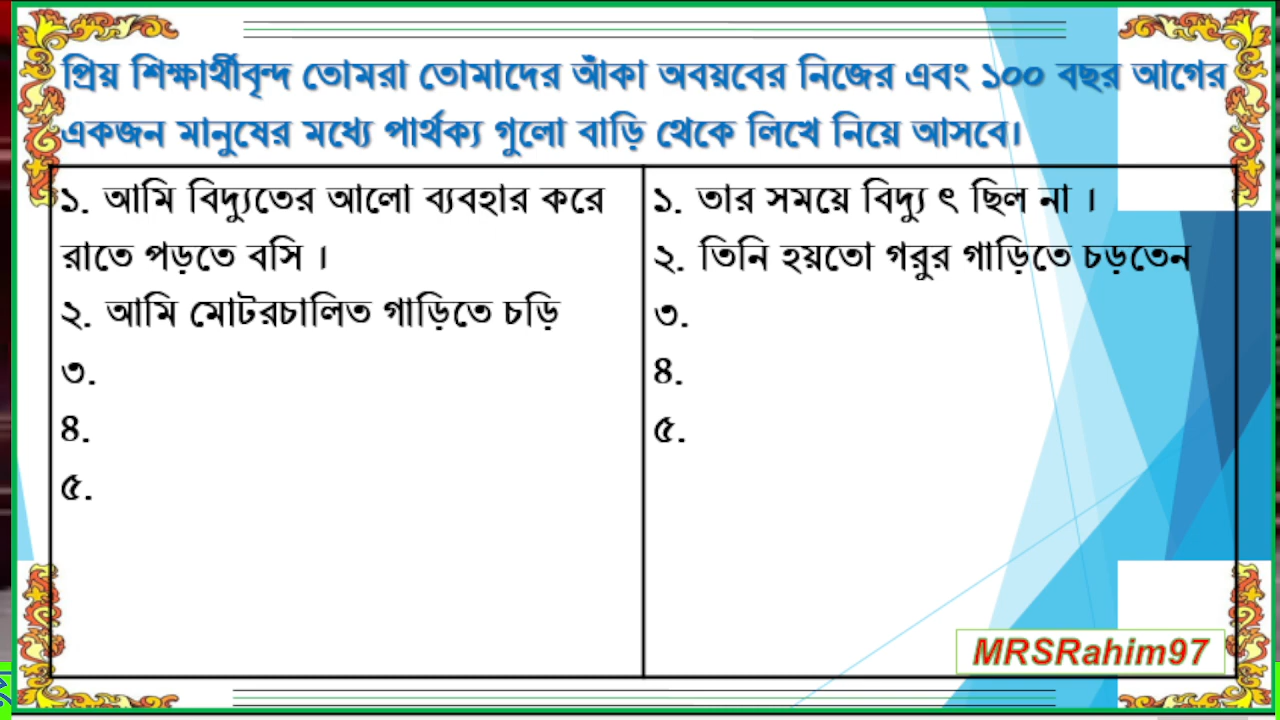 প্রিয় শিক্ষার্থীবৃন্দ তোমরা তোমাদের আঁকা অবয়বের নিজের এবং ১০০ বছর আগের
একজন মানুষের মধ্যে পার্থক্য গুলো বাড়ি থেকে লিখে নিয়ে আসবে।
১. আমি বিদ্যুতের আলো ব্যবহার করে
রাতে পড়তে বসি ।
২. আমি মোটরচালিত গাড়িতে চড়ি
৩.
৪.
৫.
১. তার সময়ে বিদ্যু ৎ ছিল না ।
২. তিনি হয়তো গরুর গাড়িতে চড়তেন
৩.
৪.
৫.
MRSRahim97